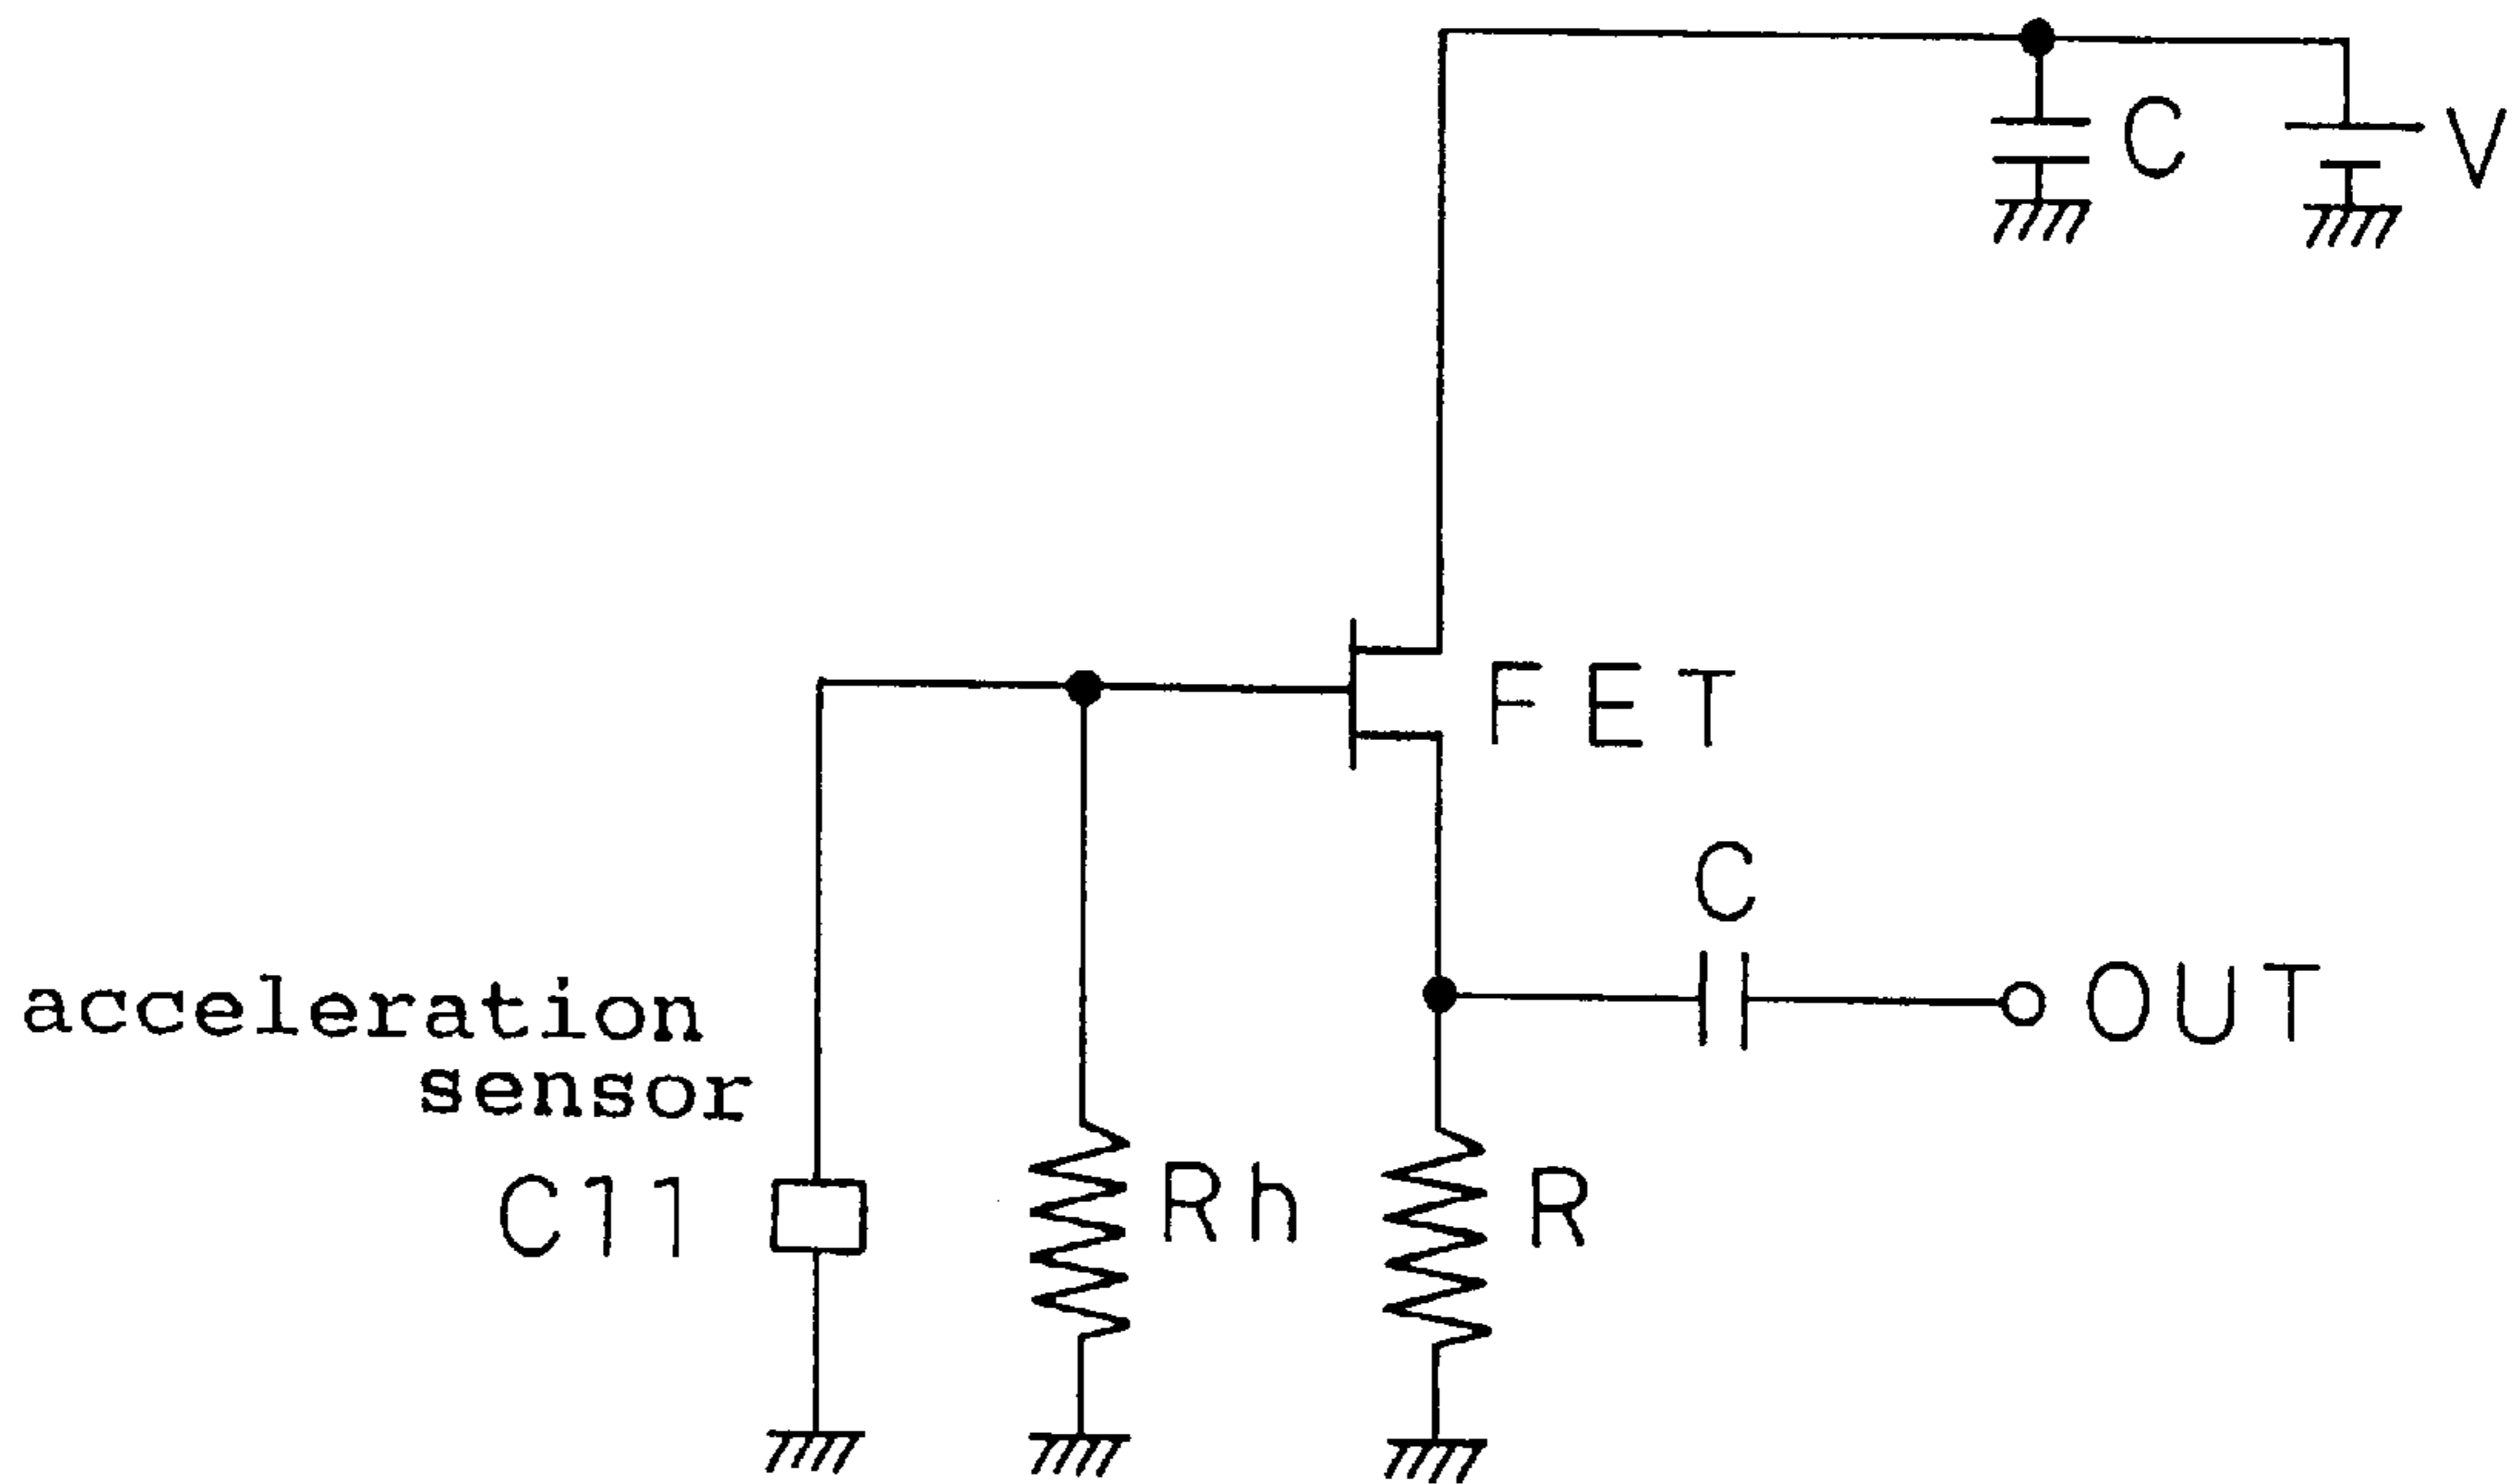 C
V
FET
C
OUT
acceleration
sensor
C11
Rh
R